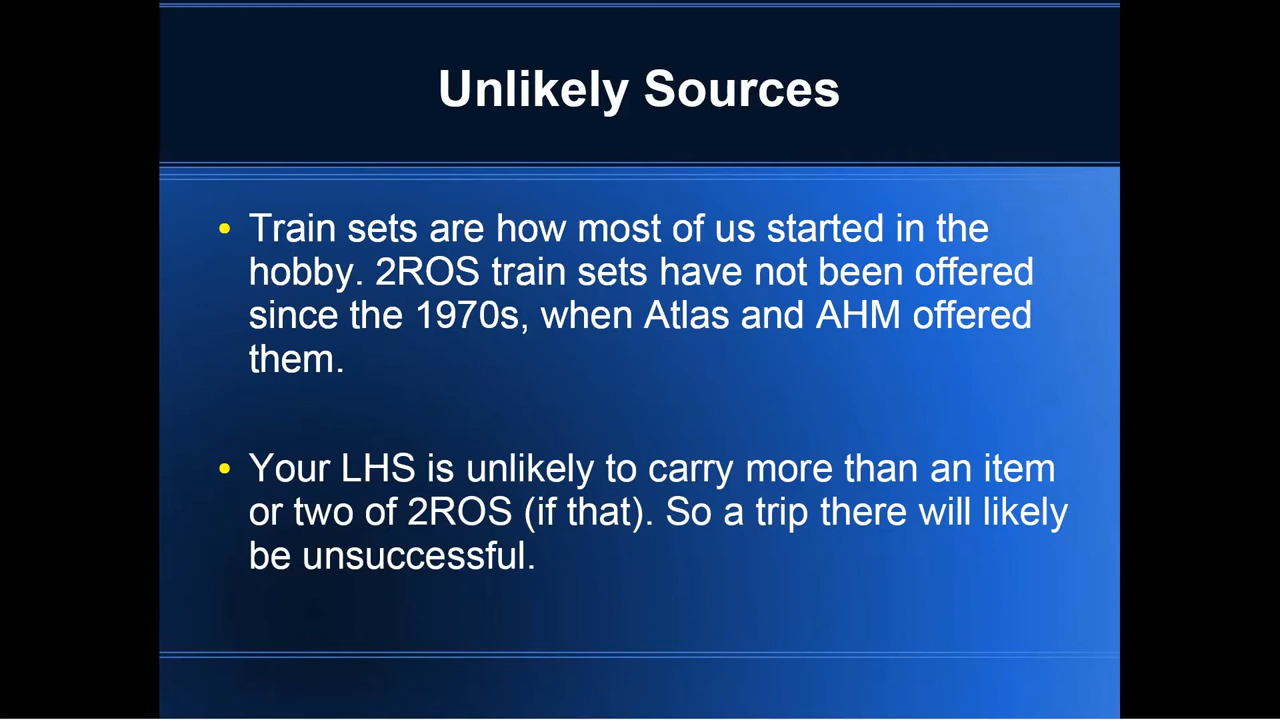 Unlikely Sources
• Train sets are how most of us started in the
hobby. 2ROS train sets have not been offered
since the 1970s, when Atlas and AHM offered
them.
• Your LHS is unlikely to carry more than an item
or two of 2ROS (if that). So a trip there will likely
be unsuccessful.